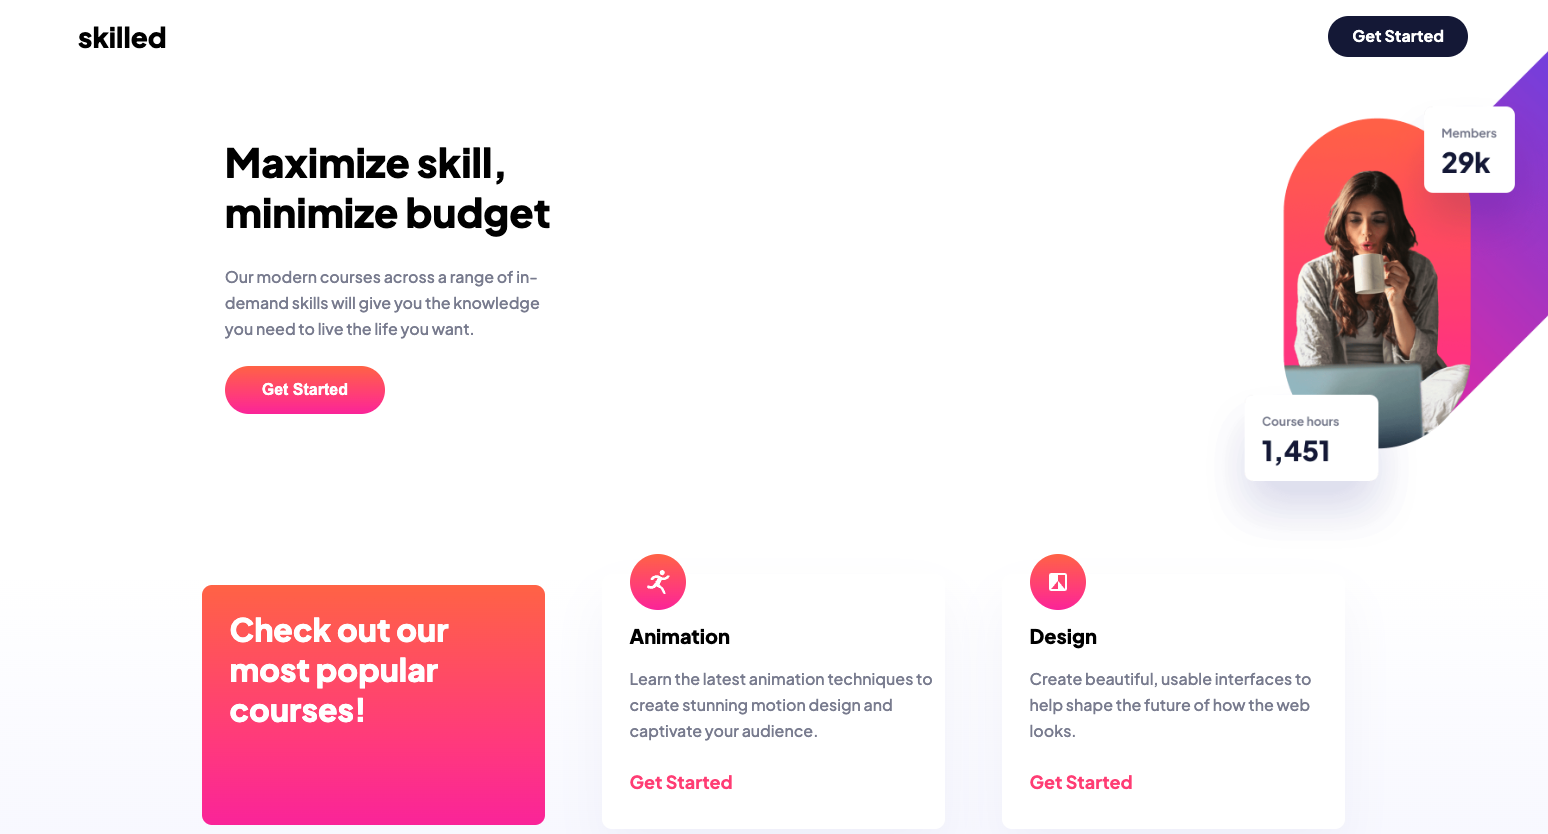 skilled
Get Started
Maximize skill,
minimize budget
Our modern courses across a range of in-
demand skills will give you the knowledge
you need to live the life you want.
Get Started
Members
29k
Course hours
1,451
Check out our
most popular
courses!
Animation
Learn the latest animation techniques to
create stunning motion design and
captivate your audience.
Get Started
Design
Create beautiful, usable interfaces to
help shape the future of how the web
looks.
Get Started